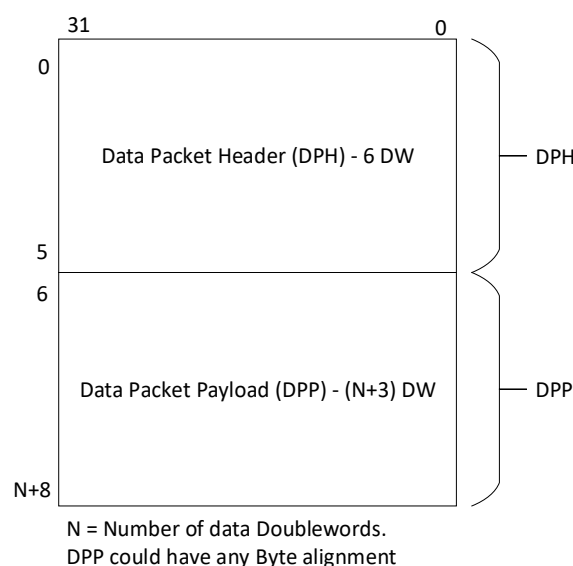 31 0
0
Data Packet Header (DPH) - 6 DW
DPH
5
6
Data Packet Payload (DPP) - (N+3) DW
DPP
N+8
N = Number of data Doublewords.
DPP could have any Byte alignment